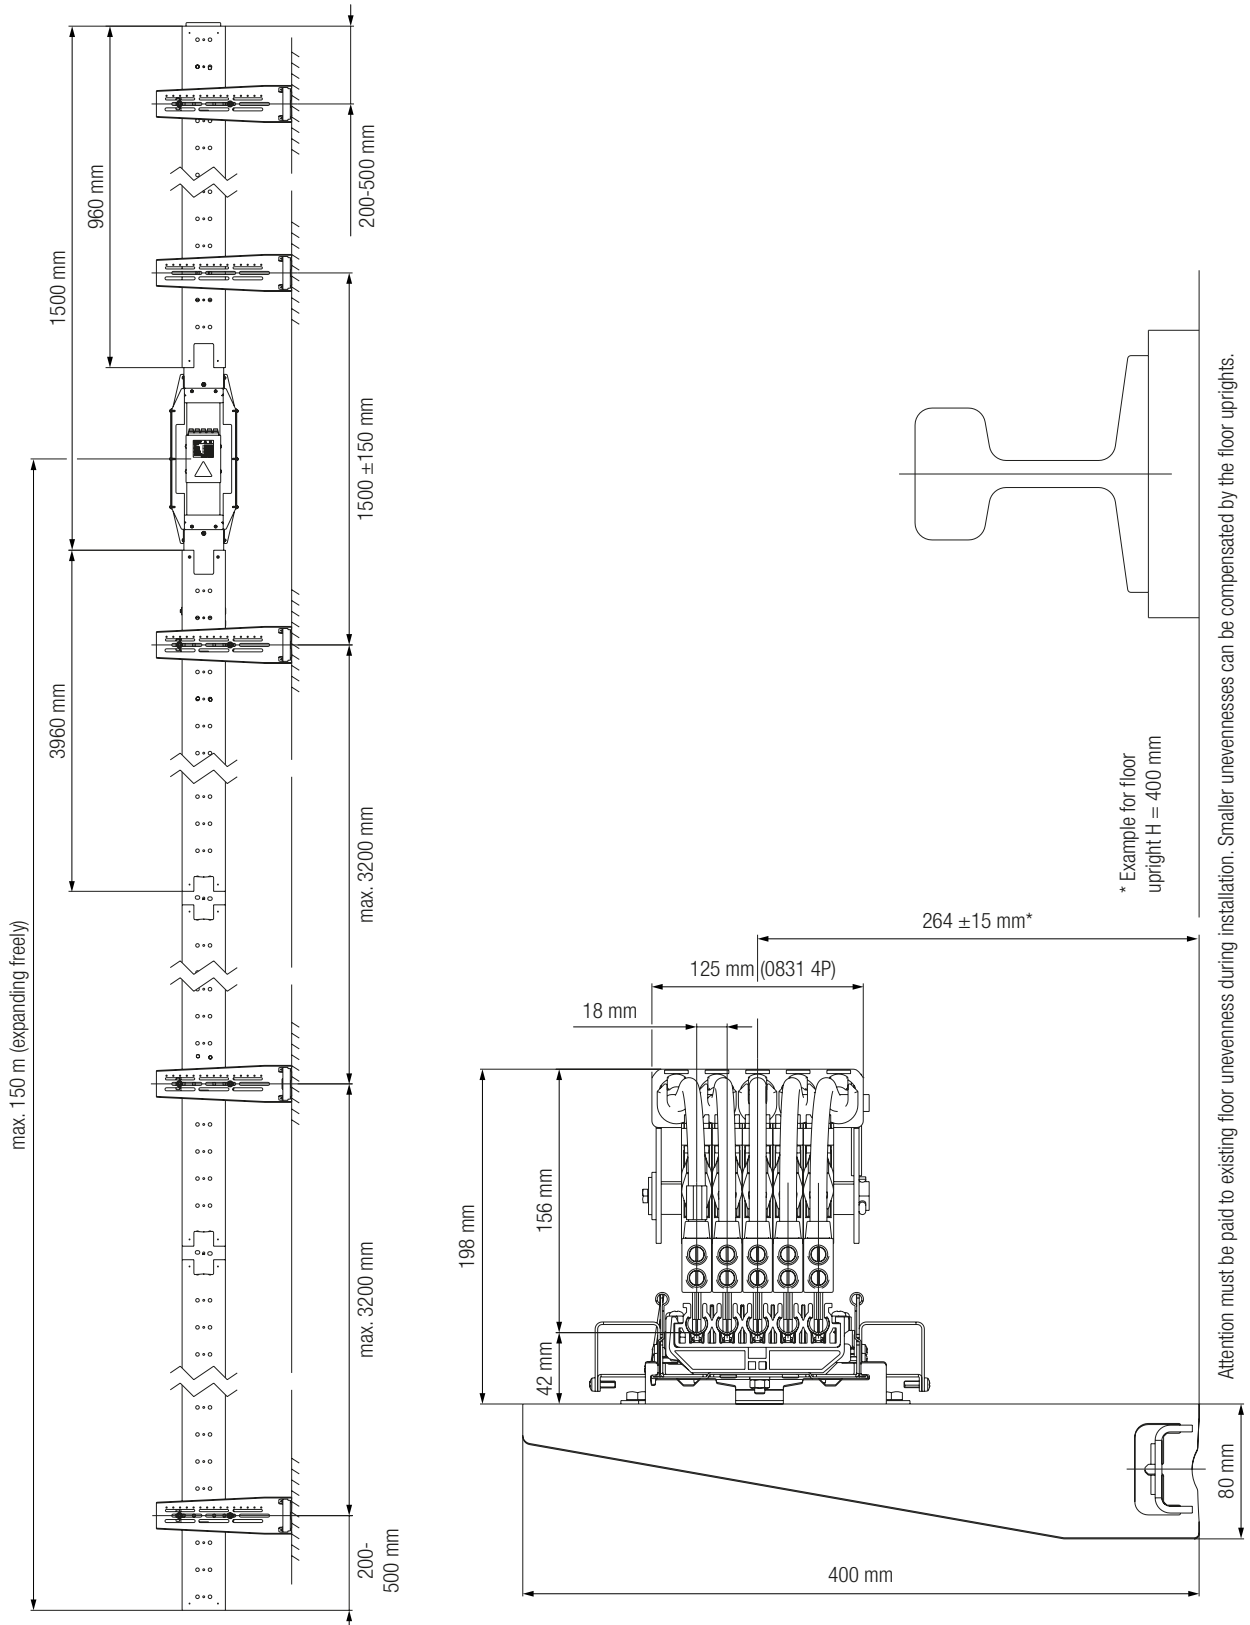 960 mm
1500 mm
200-500 mm
1500 ±150 mm
3960 mm
max. 3200 mm
max. 150 m (expanding freely)
max. 3200 mm
200-
500 mm
* Example for floor
upright H = 400 mm
Attention must be paid to existing floor unevenness during installation. Smaller unevennesses can be compensated by the floor uprights.
264 ±15 mm*
125 mm (0831 4P)
18 mm
198 mm
156 mm
42 mm
80 mm
400 mm